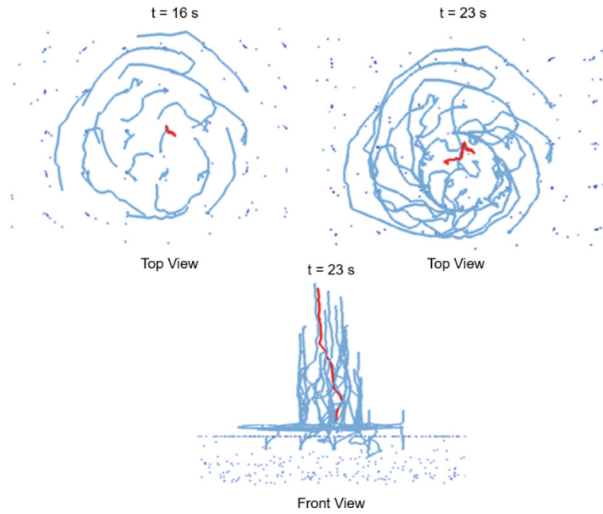 t = 16 s
t = 23 s
Top View
Top View
t = 23 s
Front View